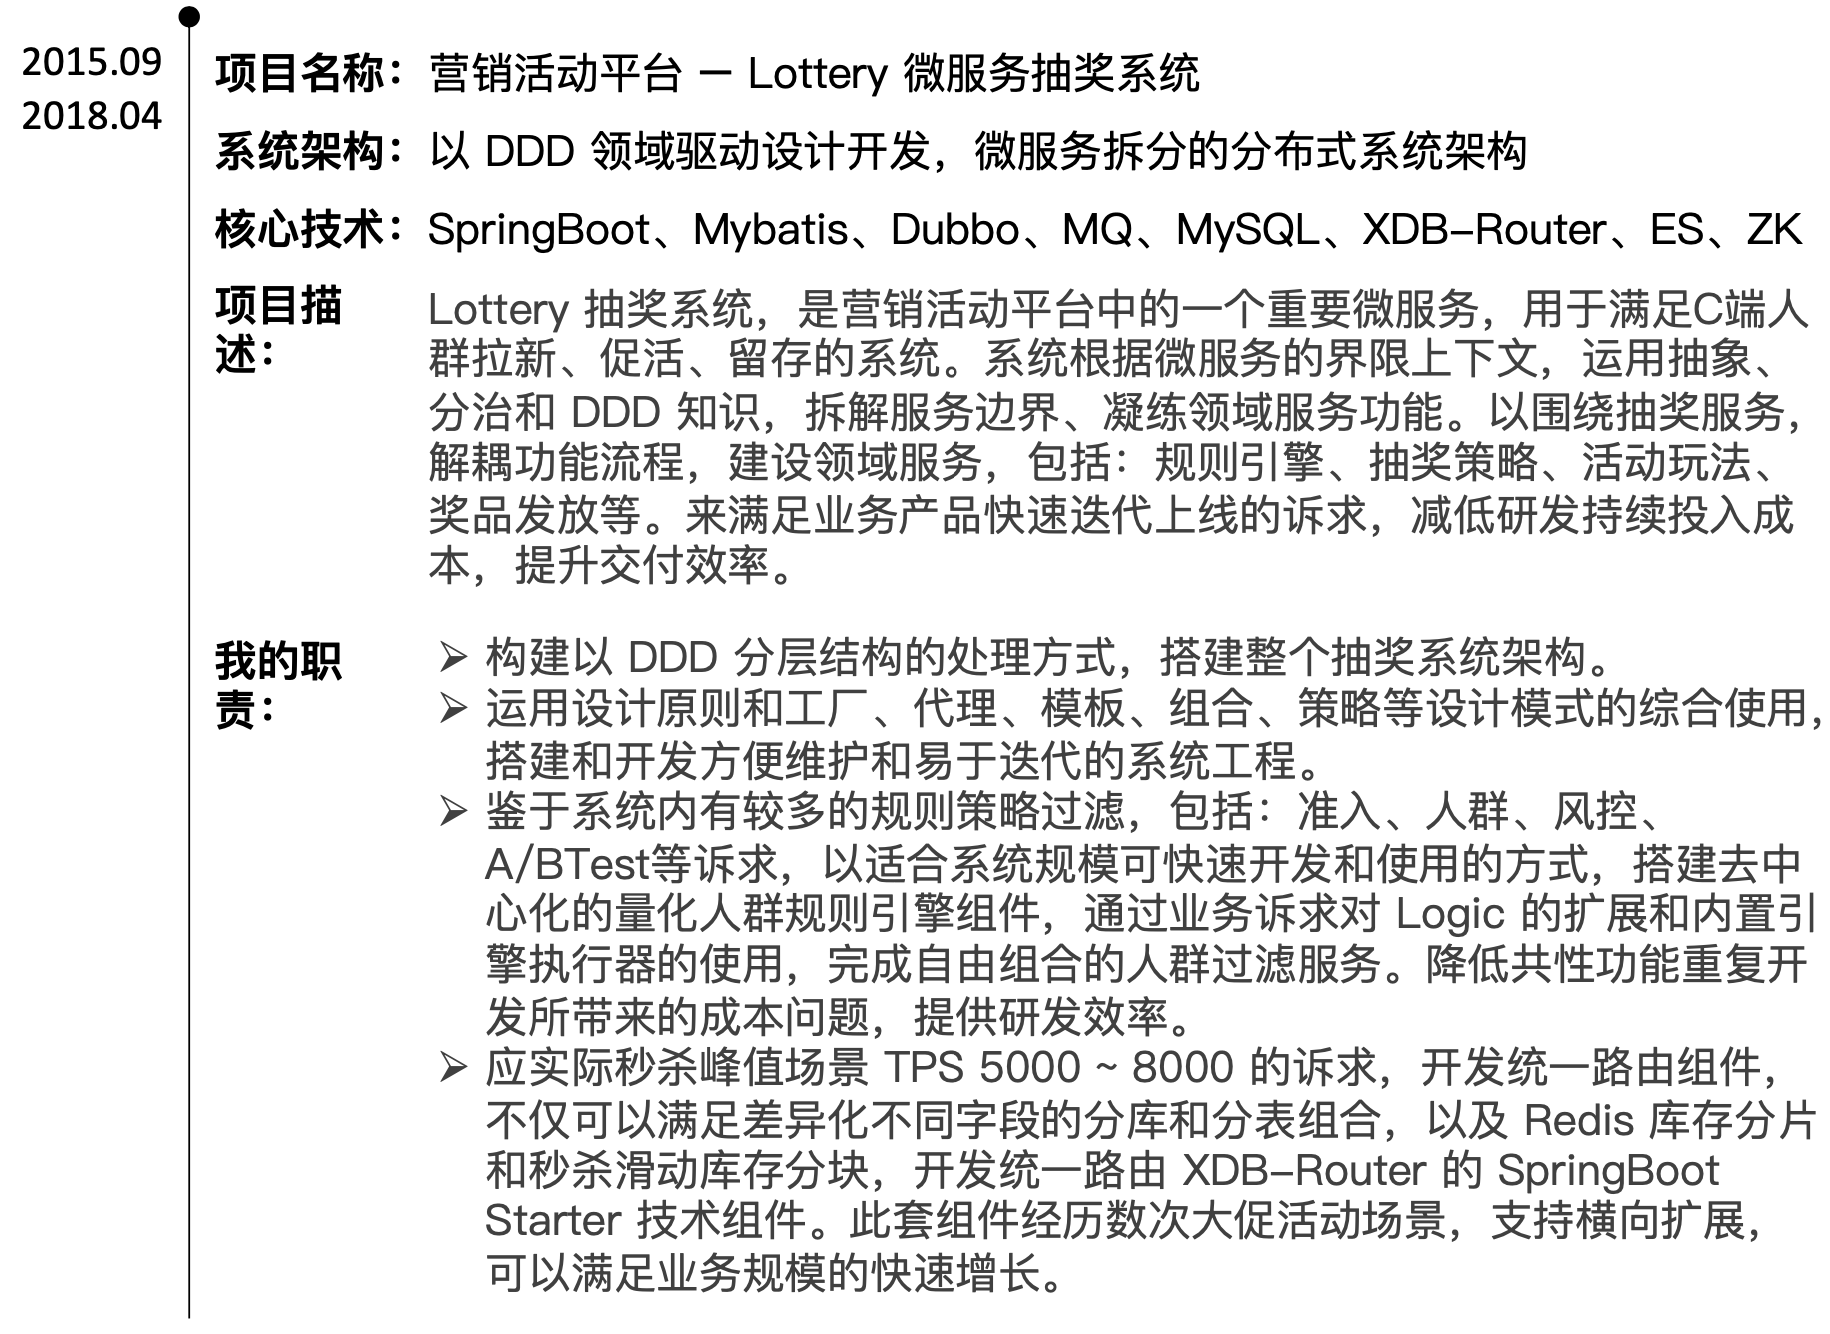 2015.09
2018.04
项目名称：营销活动平台 — Lottery 微服务抽奖系统
系统架构：以 DDD 领域驱动设计开发，微服务拆分的分布式系统架构
核心技术：SpringBoot、Mybatis、Dubbo、MQ、MySQL、XDB-Router、ES、ZK
项目描
述：
Lottery 抽奖系统，是营销活动平台中的一个重要微服务，用于满足C端人
群拉新、促活、留存的系统。系统根据微服务的界限上下文，运用抽象、
分治和 DDD 知识，拆解服务边界、凝练领域服务功能。以围绕抽奖服务，
解耦功能流程，建设领域服务，包括：规则引擎、抽奖策略、活动玩法、
奖品发放等。来满足业务产品快速迭代上线的诉求，减低研发持续投入成
本，提升交付效率。
我的职
责：
➢ 构建以 DDD 分层结构的处理方式，搭建整个抽奖系统架构。
➢ 运用设计原则和工厂、代理、模板、组合、策略等设计模式的综合使用，
搭建和开发方便维护和易于迭代的系统工程。
➢ 鉴于系统内有较多的规则策略过滤，包括：准入、人群、风控、
A/BTest等诉求，以适合系统规模可快速开发和使用的方式，搭建去中
心化的量化人群规则引擎组件，通过业务诉求对 Logic 的扩展和内置引
擎执行器的使用，完成自由组合的人群过滤服务。降低共性功能重复开
发所带来的成本问题，提供研发效率。
➢ 应实际秒杀峰值场景 TPS 5000 ~ 8000 的诉求，开发统一路由组件，
不仅可以满足差异化不同字段的分库和分表组合，以及 Redis 库存分片
和秒杀滑动库存分块，开发统一路由 XDB-Router 的 SpringBoot
Starter 技术组件。此套组件经历数次大促活动场景，支持横向扩展，
可以满足业务规模的快速增长。